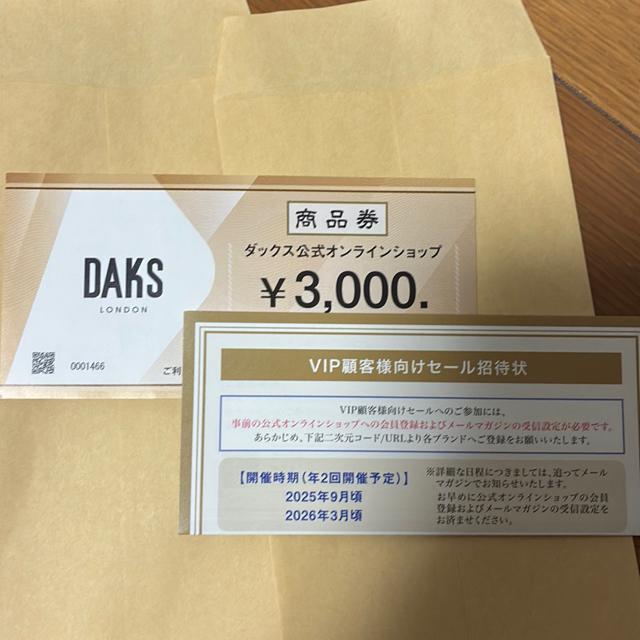 商品券
ダックス公式オンラインショップ
¥3,000.
DAKS
LONDON
0001466
ご利
VIP顧客様向けセール招待状
VIP顧客様向けセールへのご参加には、
事前の公式オンラインショップへの会員登録およびメールマガジンの受信設定が必要です。
あらかじめ、下記二次元コード/URLより各ブランドへご登録をお願いいたします。
【開催時期(年2回開催予定)】
2025年9月頃
2026年3月頃
※詳細な日程につきましては、追ってメール
マガジンでお知らせいたします。
お早めに公式オンラインショップの会員
登録およびメールマガジンの受信設定を
お済ませください。